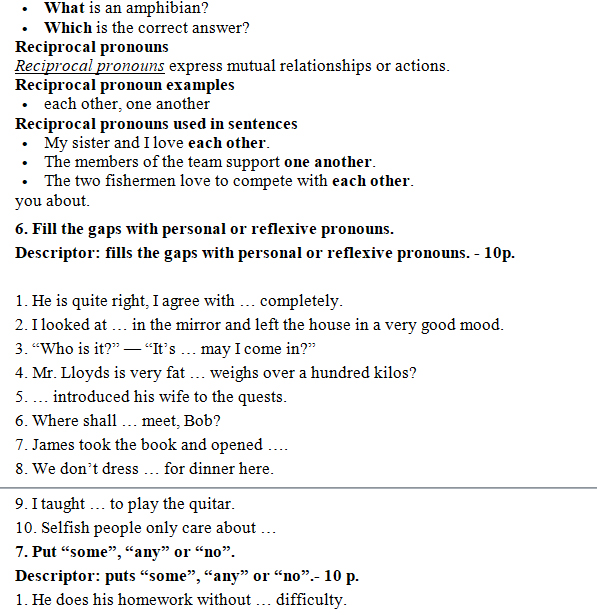 • What is an amphibian?
• Which is the correct answer?
Reciprocal pronouns
Reciprocal pronouns express mutual relationships or actions.
Reciprocal pronoun examples
• each other, one another
Reciprocal pronouns used in sentences
• My sister and I love each other.
• The members of the team support one another.
• The two fishermen love to compete with each other.
you about.
6. Fill the gaps with personal or reflexive pronouns.
Descriptor: fills the gaps with personal or reflexive pronouns. - 10p.
1. He is quite right, I agree with … completely.
2. I looked at … in the mirror and left the house in a very good mood.
3. “Who is it?” — “It’s … may I come in?”
4. Mr. Lloyds is very fat … weighs over a hundred kilos?
5. … introduced his wife to the quests.
6. Where shall … meet, Bob?
7. James took the book and opened ….
8. We don’t dress … for dinner here.
9. I taught … to play the quitar.
10. Selfish people only care about …
7. Put “some”, “any” or “no”.
Descriptor: puts “some”, “any” or “no”.- 10 p.
1. He does his homework without … difficulty.